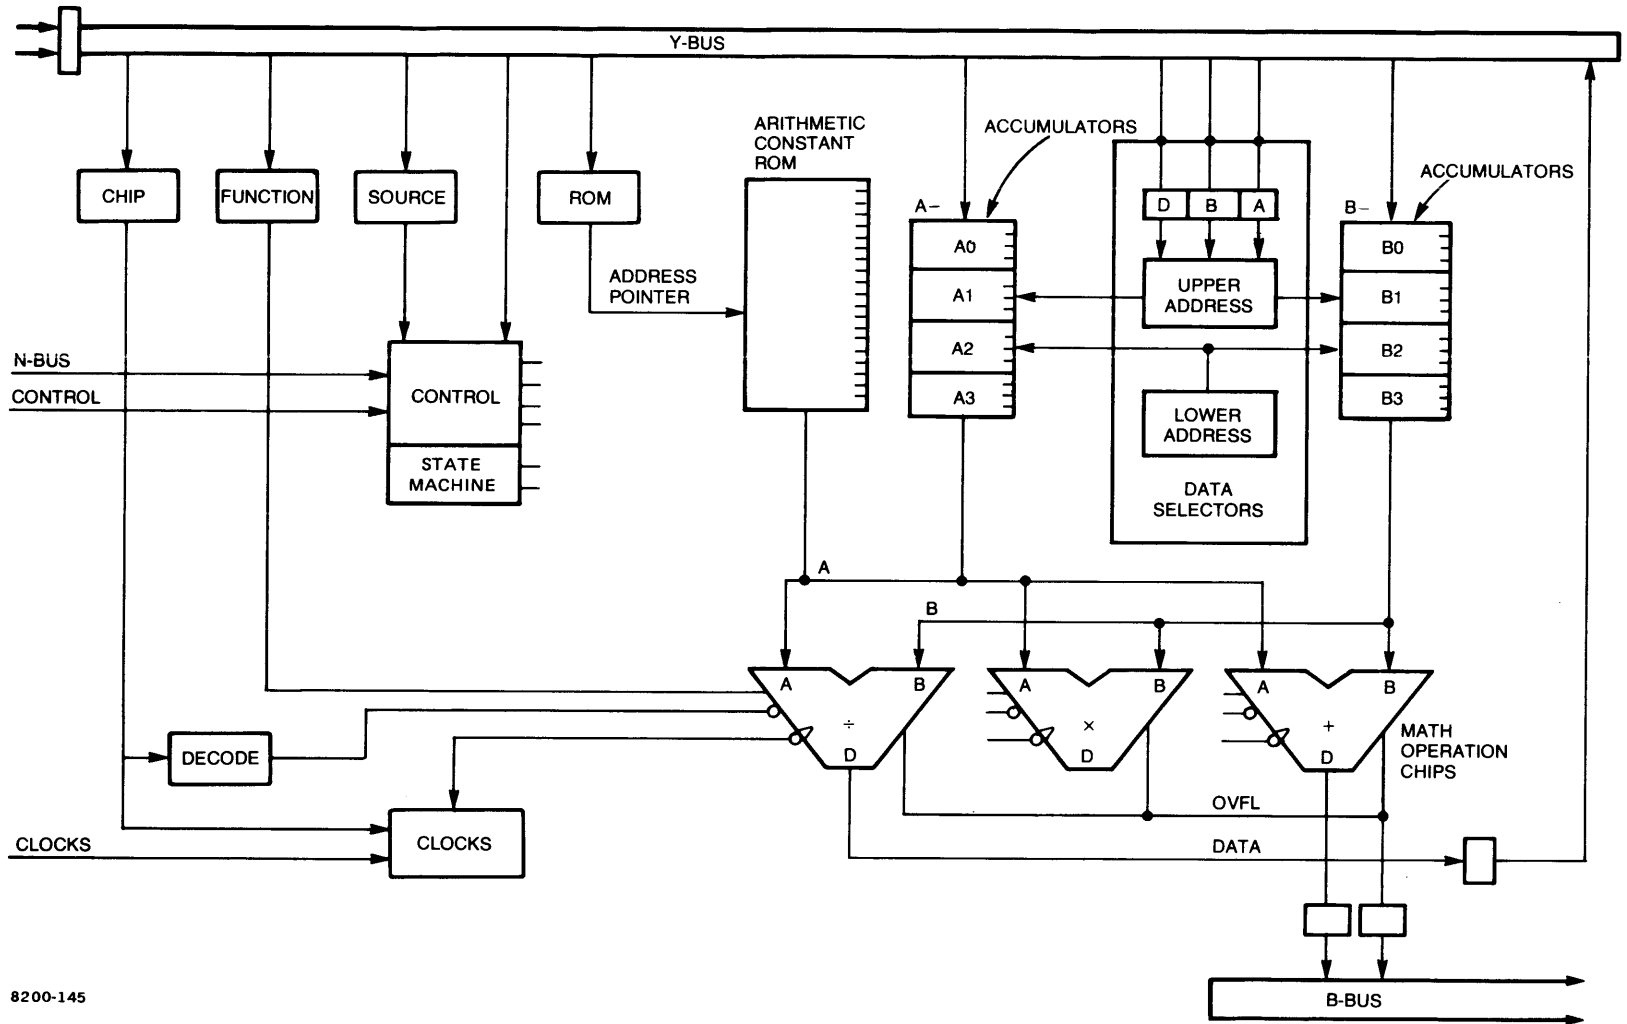 Y-BUS
ARITHMETIC
CONSTANT
ROM
ACCUMULATORS
ACCUMULATORS
CHIP
FUNCTION
SOURCE
ROM
A–
D
B
A
B–
A0
A1
A2
A3
UPPER
ADDRESS
B0
B1
B2
B3
ADDRESS
POINTER
N-BUS
CONTROL
CONTROL
STATE
MACHINE
LOWER
ADDRESS
DATA
SELECTORS
A
B
A
B
÷
D
A
B
×
D
A
B
+
D
MATH
OPERATION
CHIPS
DECODE
OVFL
CLOCKS
CLOCKS
DATA
8200-145
B-BUS